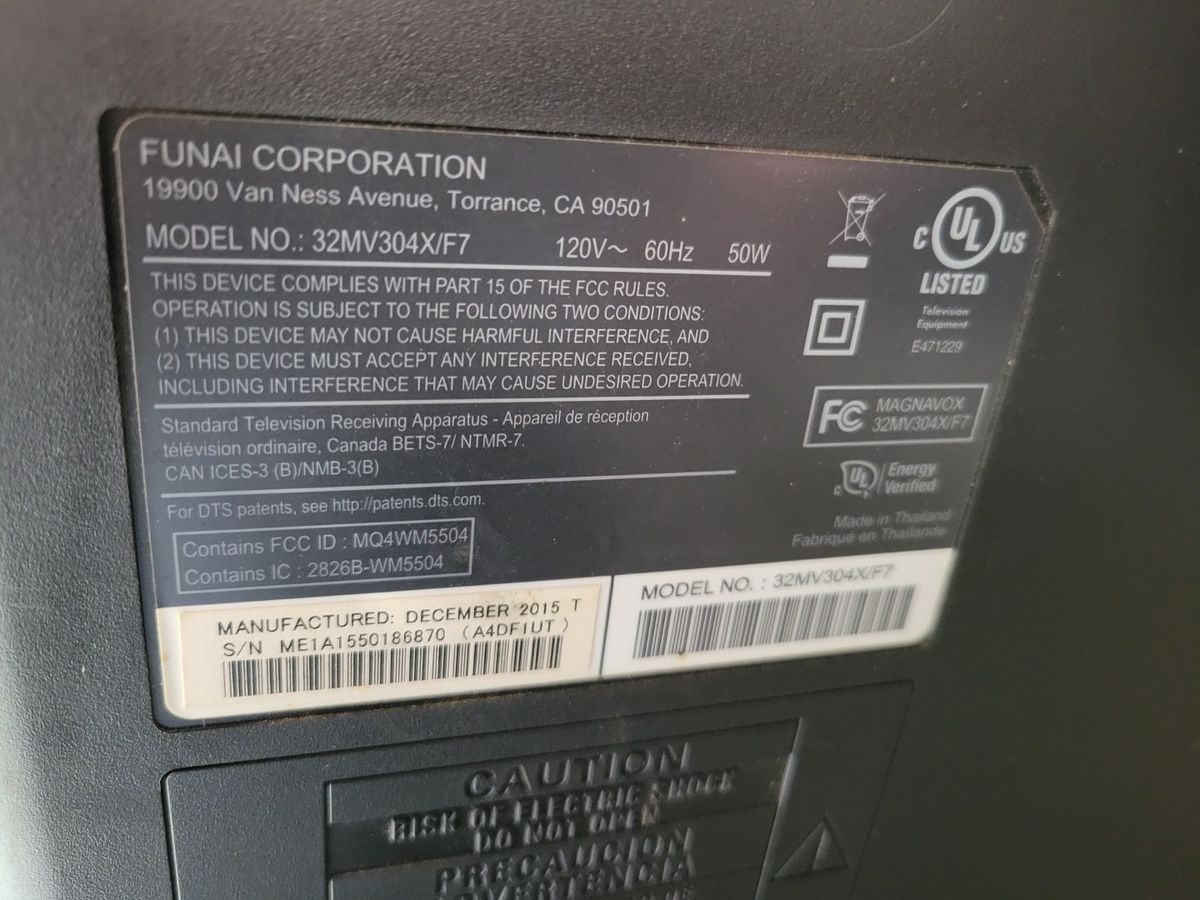 FUNAI CORPORATION
19900 Van Ness Avenue, Torrance, CA 90501
MODEL NO.: 32MV304X/F7 120V~ 60Hz 50W
THIS DEVICE COMPLIES WITH PART 15 OF THE FCC RULES.
OPERATION IS SUBJECT TO THE FOLLOWING TWO CONDITIONS:
(1) THIS DEVICE MAY NOT CAUSE HARMFUL INTERFERENCE, AND
(2) THIS DEVICE MUST ACCEPT ANY INTERFERENCE RECEIVED,
INCLUDING INTERFERENCE THAT MAY CAUSE UNDESIRED OPERATION.
Standard Television Receiving Apparatus - Appareil de réception
télévision ordinaire, Canada BETS-7/ NTMR-7.
CAN ICES-3 (B)/NMB-3(B)
For DTS patents, see http://patents.dts.com.
Contains FCC ID : MQ4WM5504
Contains IC : 2826B-WM5504
C UL US
LISTED
Television
Equipment
E471229
FC MAGNAVOX
32MV304X/F7
c UL Energy
Verified
Made in Thailand
Fabriqué en Thaïlande
MANUFACTURED: DECEMBER 2015 T
S/N ME1A1550186870 (A4DF1UT)
MODEL NO. : 32MV304X/F7
CAUTION
RISK OF ELECTRIC SHOCK
DO NOT OPEN
PRECAUCION
ADVERTENCIA